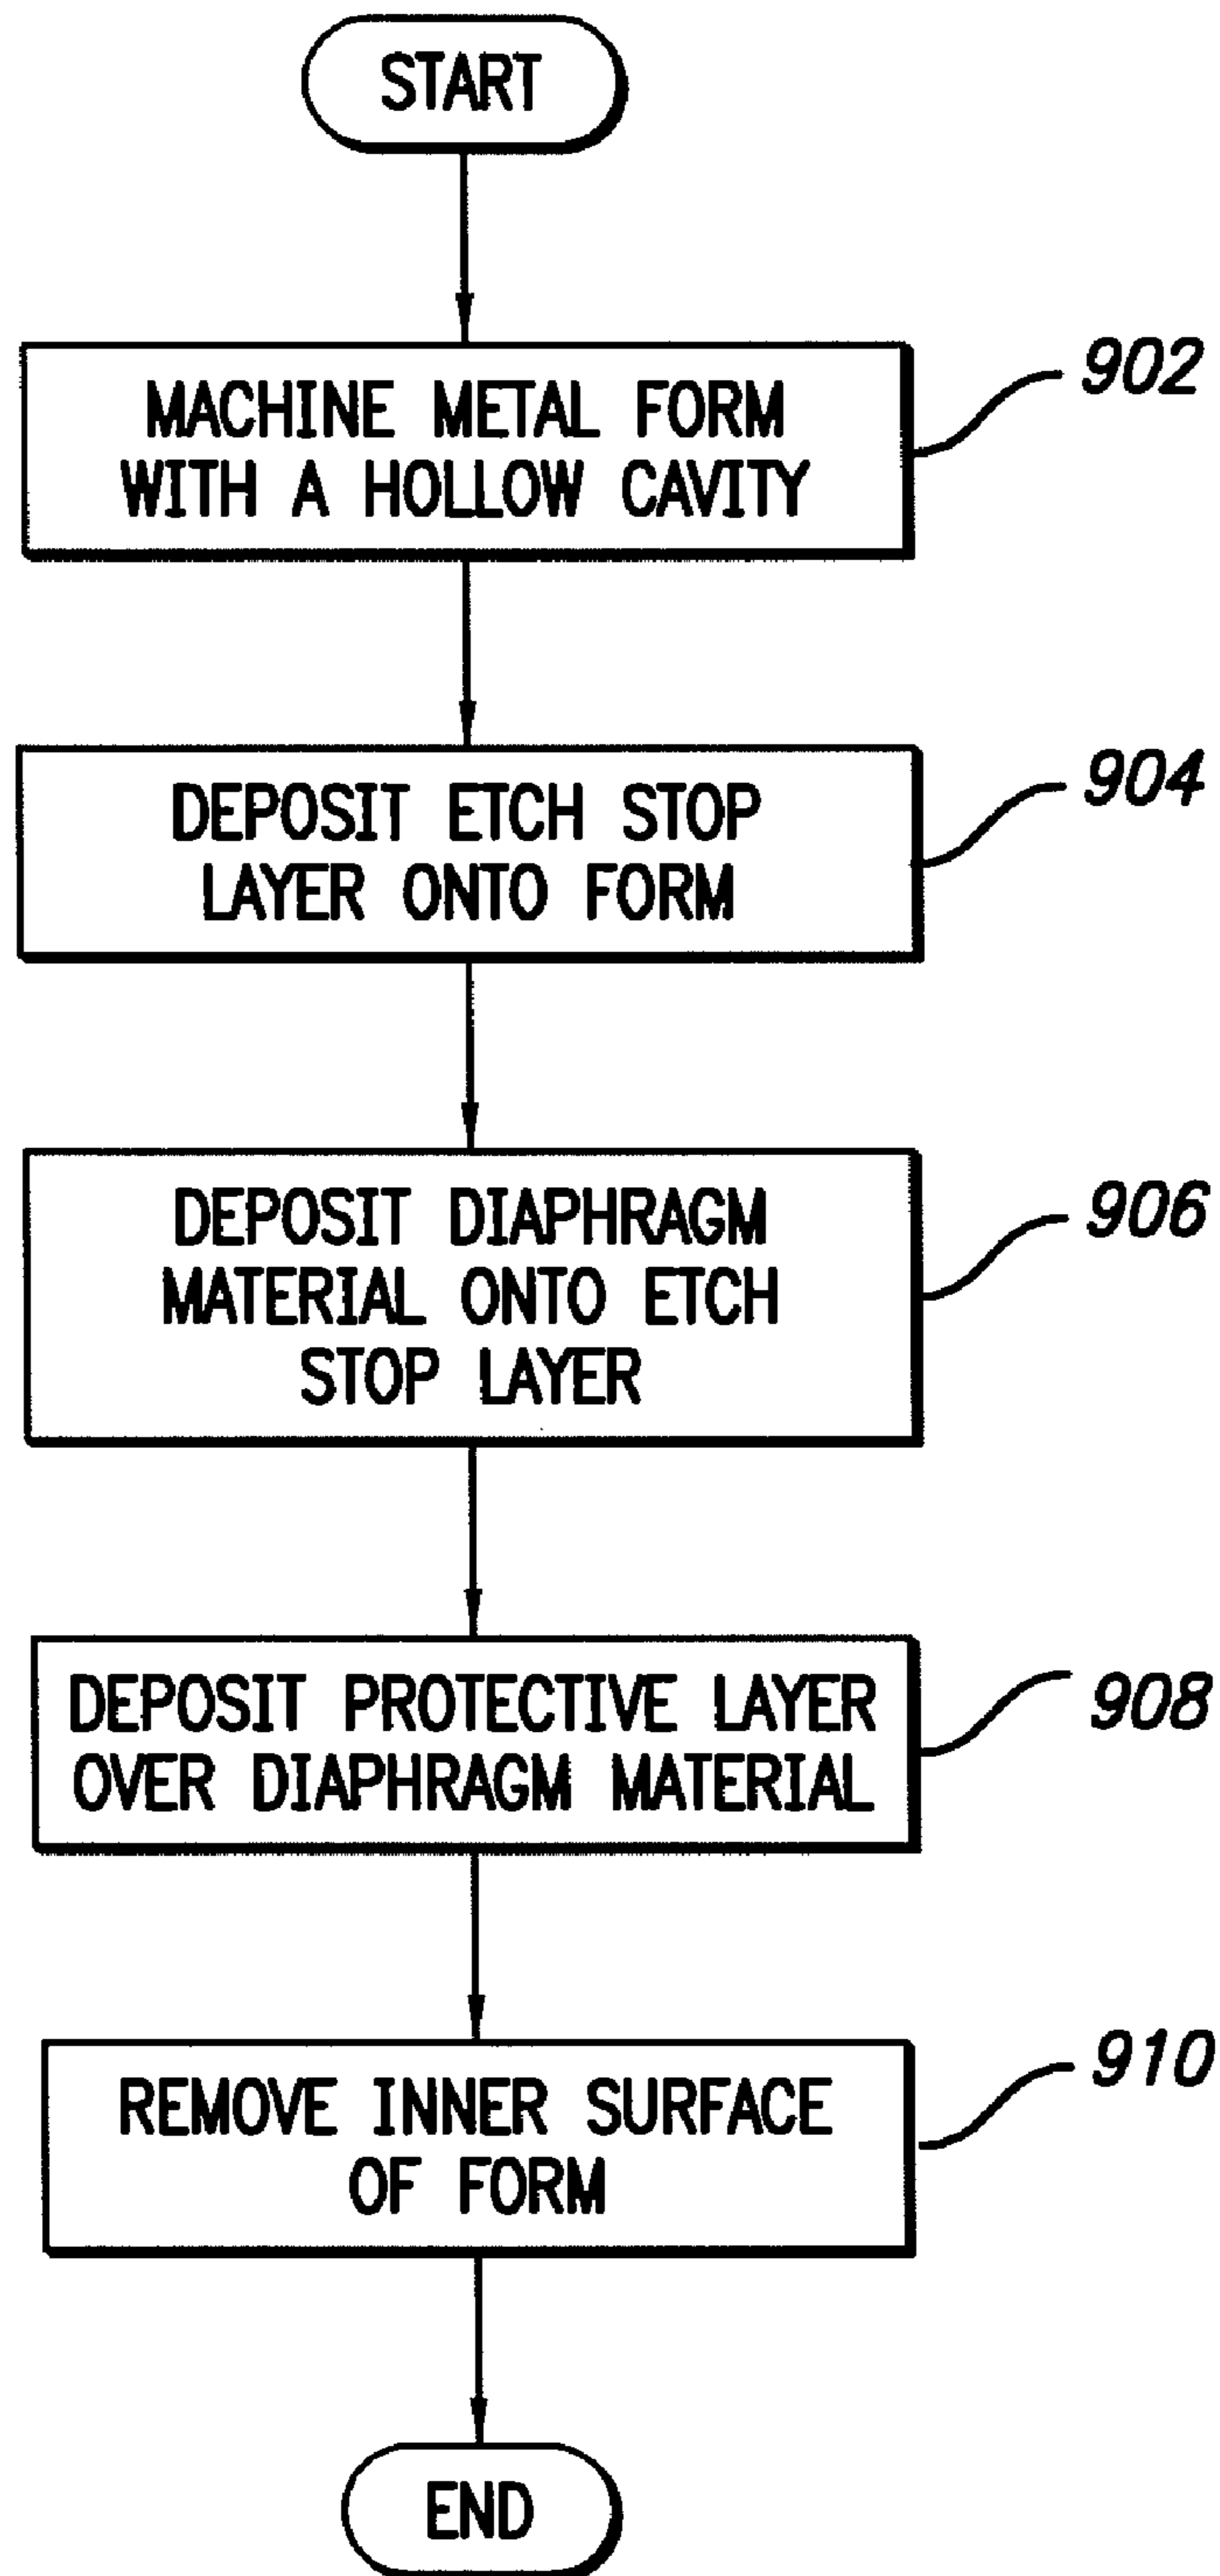 START
MACHINE METAL FORM
WITH A HOLLOW CAVITY
902
DEPOSIT ETCH STOP
LAYER ONTO FORM
904
DEPOSIT DIAPHRAGM
MATERIAL ONTO ETCH
STOP LAYER
906
DEPOSIT PROTECTIVE LAYER
OVER DIAPHRAGM MATERIAL
908
REMOVE INNER SURFACE
OF FORM
910
END